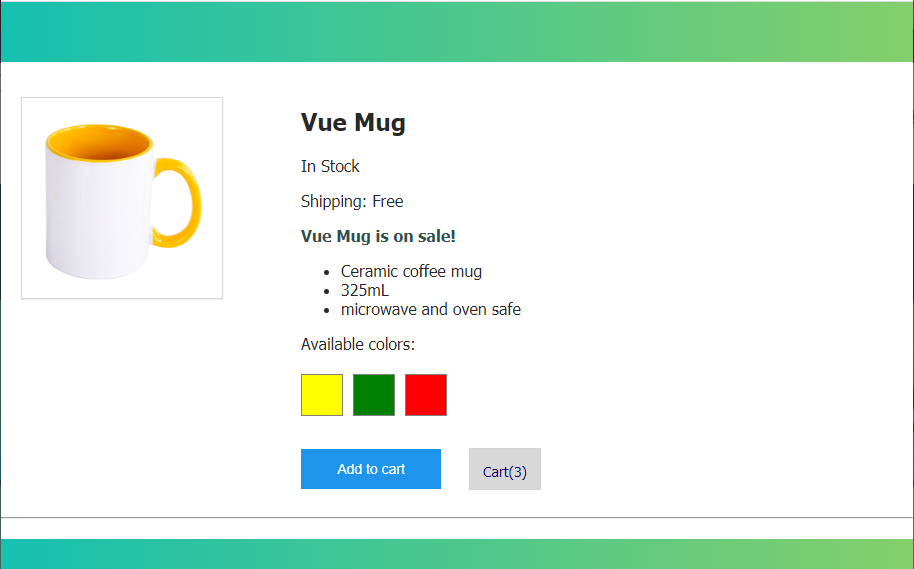 Vue Mug
In Stock
Shipping: Free
Vue Mug is on sale!
• Ceramic coffee mug
• 325mL
• microwave and oven safe
Available colors:
Add to cart
Cart(3)